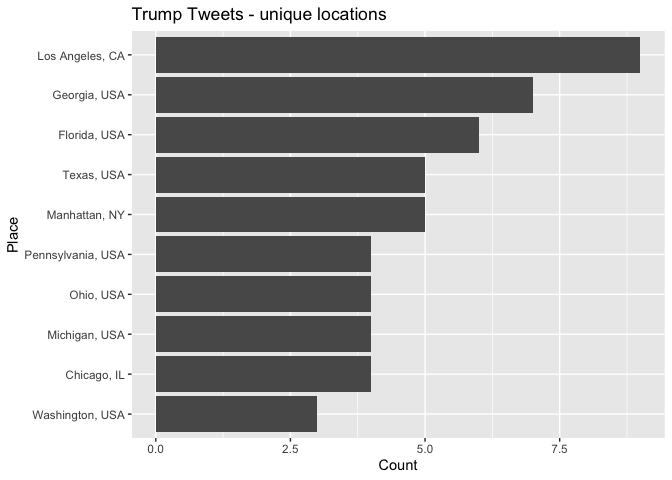 Trump Tweets - unique locations
Los Angeles, CA
Georgia, USA
Florida, USA
Texas, USA
Manhattan, NY
Pennsylvania, USA
Ohio, USA
Michigan, USA
Chicago, IL
Washington, USA
Place
0.0 2.5 5.0 7.5
Count